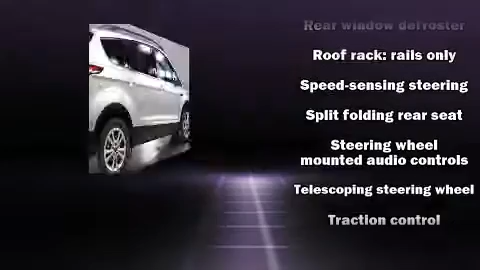 Rear window defroster
Roof rack: rails only
Speed-sensing steering
Split folding rear seat
Steering wheel
mounted audio controls
Telescoping steering wheel
Traction control